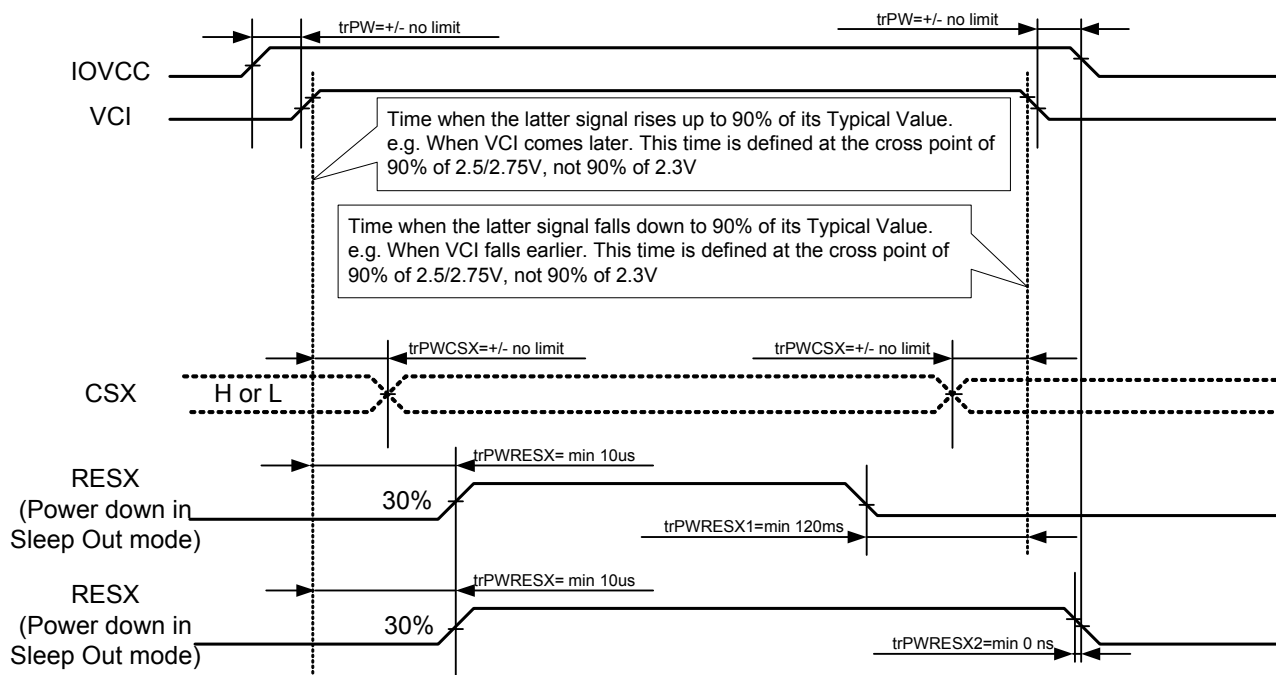 trPW=+/- no limit
trPW=+/- no limit
IOVCC
VCI
Time when the latter signal rises up to 90% of its Typical Value.
e.g. When VCI comes later. This time is defined at the cross point of
90% of 2.5/2.75V, not 90% of 2.3V
Time when the latter signal falls down to 90% of its Typical Value.
e.g. When VCI falls earlier. This time is defined at the cross point of
90% of 2.5/2.75V, not 90% of 2.3V
trPWCSX=+/- no limit
trPWCSX=+/- no limit
CSX
H or L
trPWRESX= min 10us
RESX
(Power down in
Sleep Out mode)
30%
trPWRESX1=min 120ms
trPWRESX= min 10us
RESX
(Power down in
Sleep Out mode)
30%
trPWRESX2=min 0 ns